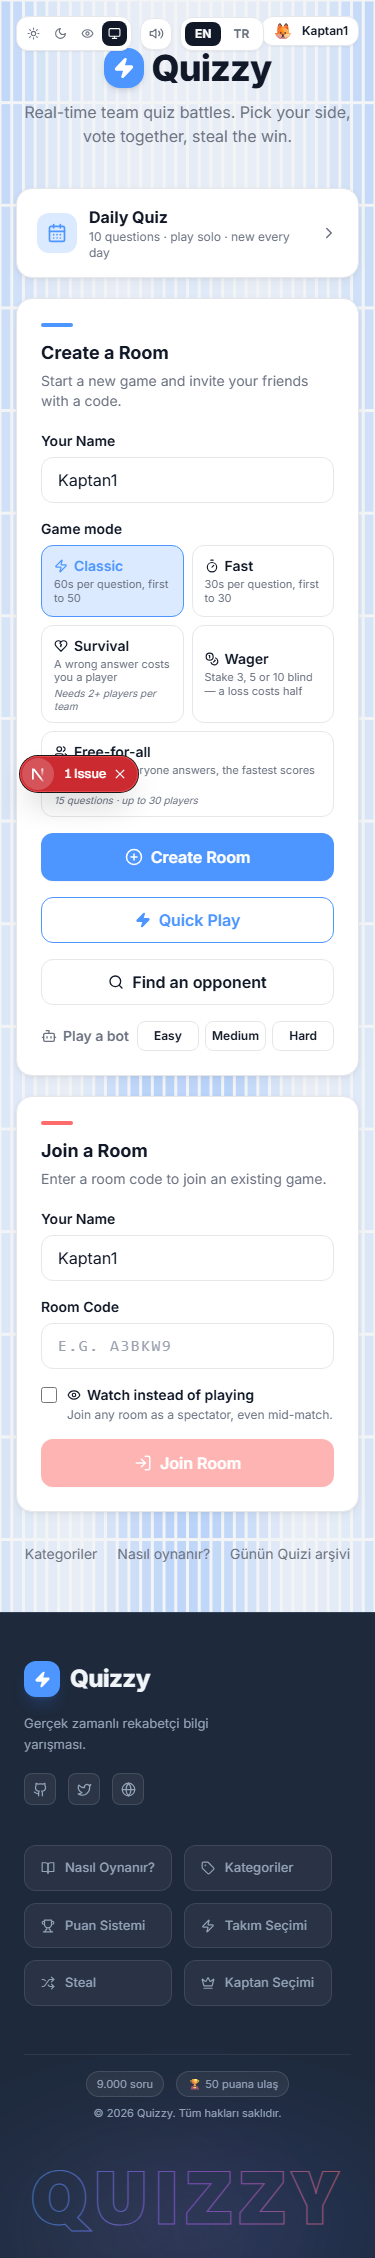 EN
TR
Kaptan1
Quizzy
Real-time team quiz battles. Pick your side,
vote together, steal the win.
Daily Quiz
10 questions · play solo · new every
day
Create a Room
Start a new game and invite your friends
with a code.
Your Name
Kaptan1
Game mode
Classic
60s per question, first
to 50
Fast
30s per question, first
to 30
Survival
A wrong answer costs
you a player
Needs 2+ players per
team
Wager
Stake 3, 5 or 10 blind
— a loss costs half
Free-for-all
answers, the fastest scores
15 questions · up to 30 players
1 Issue
Create Room
Quick Play
Find an opponent
Play a bot
Easy
Medium
Hard
Join a Room
Enter a room code to join an existing game.
Your Name
Kaptan1
Room Code
E.G. A3BKW9
Watch instead of playing
Join any room as a spectator, even mid-match.
Join Room
Kategoriler
Nasıl oynanır?
Günün Quizi arşivi
Quizzy
Gerçek zamanlı rekabetçi bilgi
yarışması.
Nasıl Oynanır?
Kategoriler
Puan Sistemi
Takım Seçimi
Steal
Kaptan Seçimi
9.000 soru
50 puana ulaş
© 2026 Quizzy. Tüm hakları saklıdır.
QUIZZY